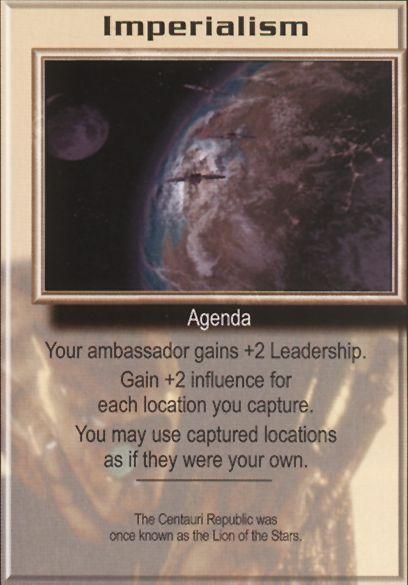 Imperialism
Agenda
Your ambassador gains +2 Leadership.
Gain +2 influence for
each location you capture.
You may use captured locations
as if they were your own.
The Centauri Republic was
once known as the Lion of the Stars.